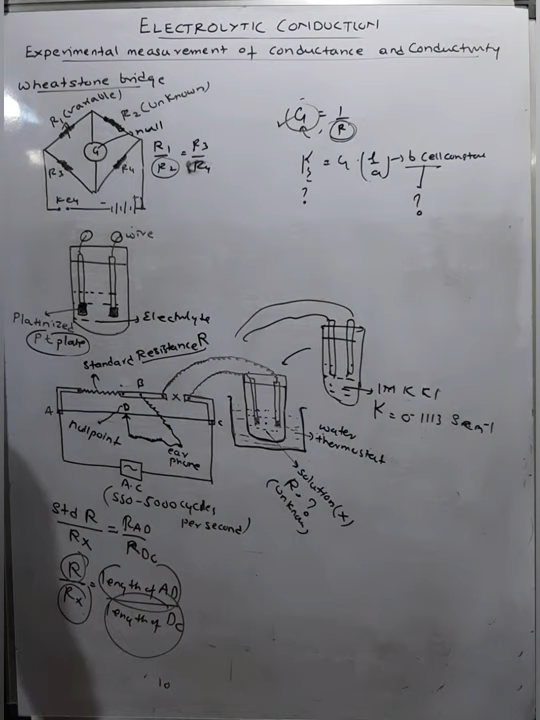 ELECTROLYTIC CONDUCTION
Experimental measurement of conductance and Conductivity
Wheatstone bridge
R1(variable)
R2(unknown)
null
G
R3
R4
Key
R1/R2 = R3/R4
G = 1/R
K = G · (l/a) → b cell constant
?
?
wire
Platinized
Pt plate
Electrolyte
Standard Resistance R
A
B
X
D
C
null point
ear
phone
A.C
(550-5000 cycles
per second)
water
thermostat
solution(x)
R = ?
(unknown)
1M KCl
K = 0.1113 S cm-1
Std R/RX = RAD/RDC
R/RX = length of AD/length of DC
10